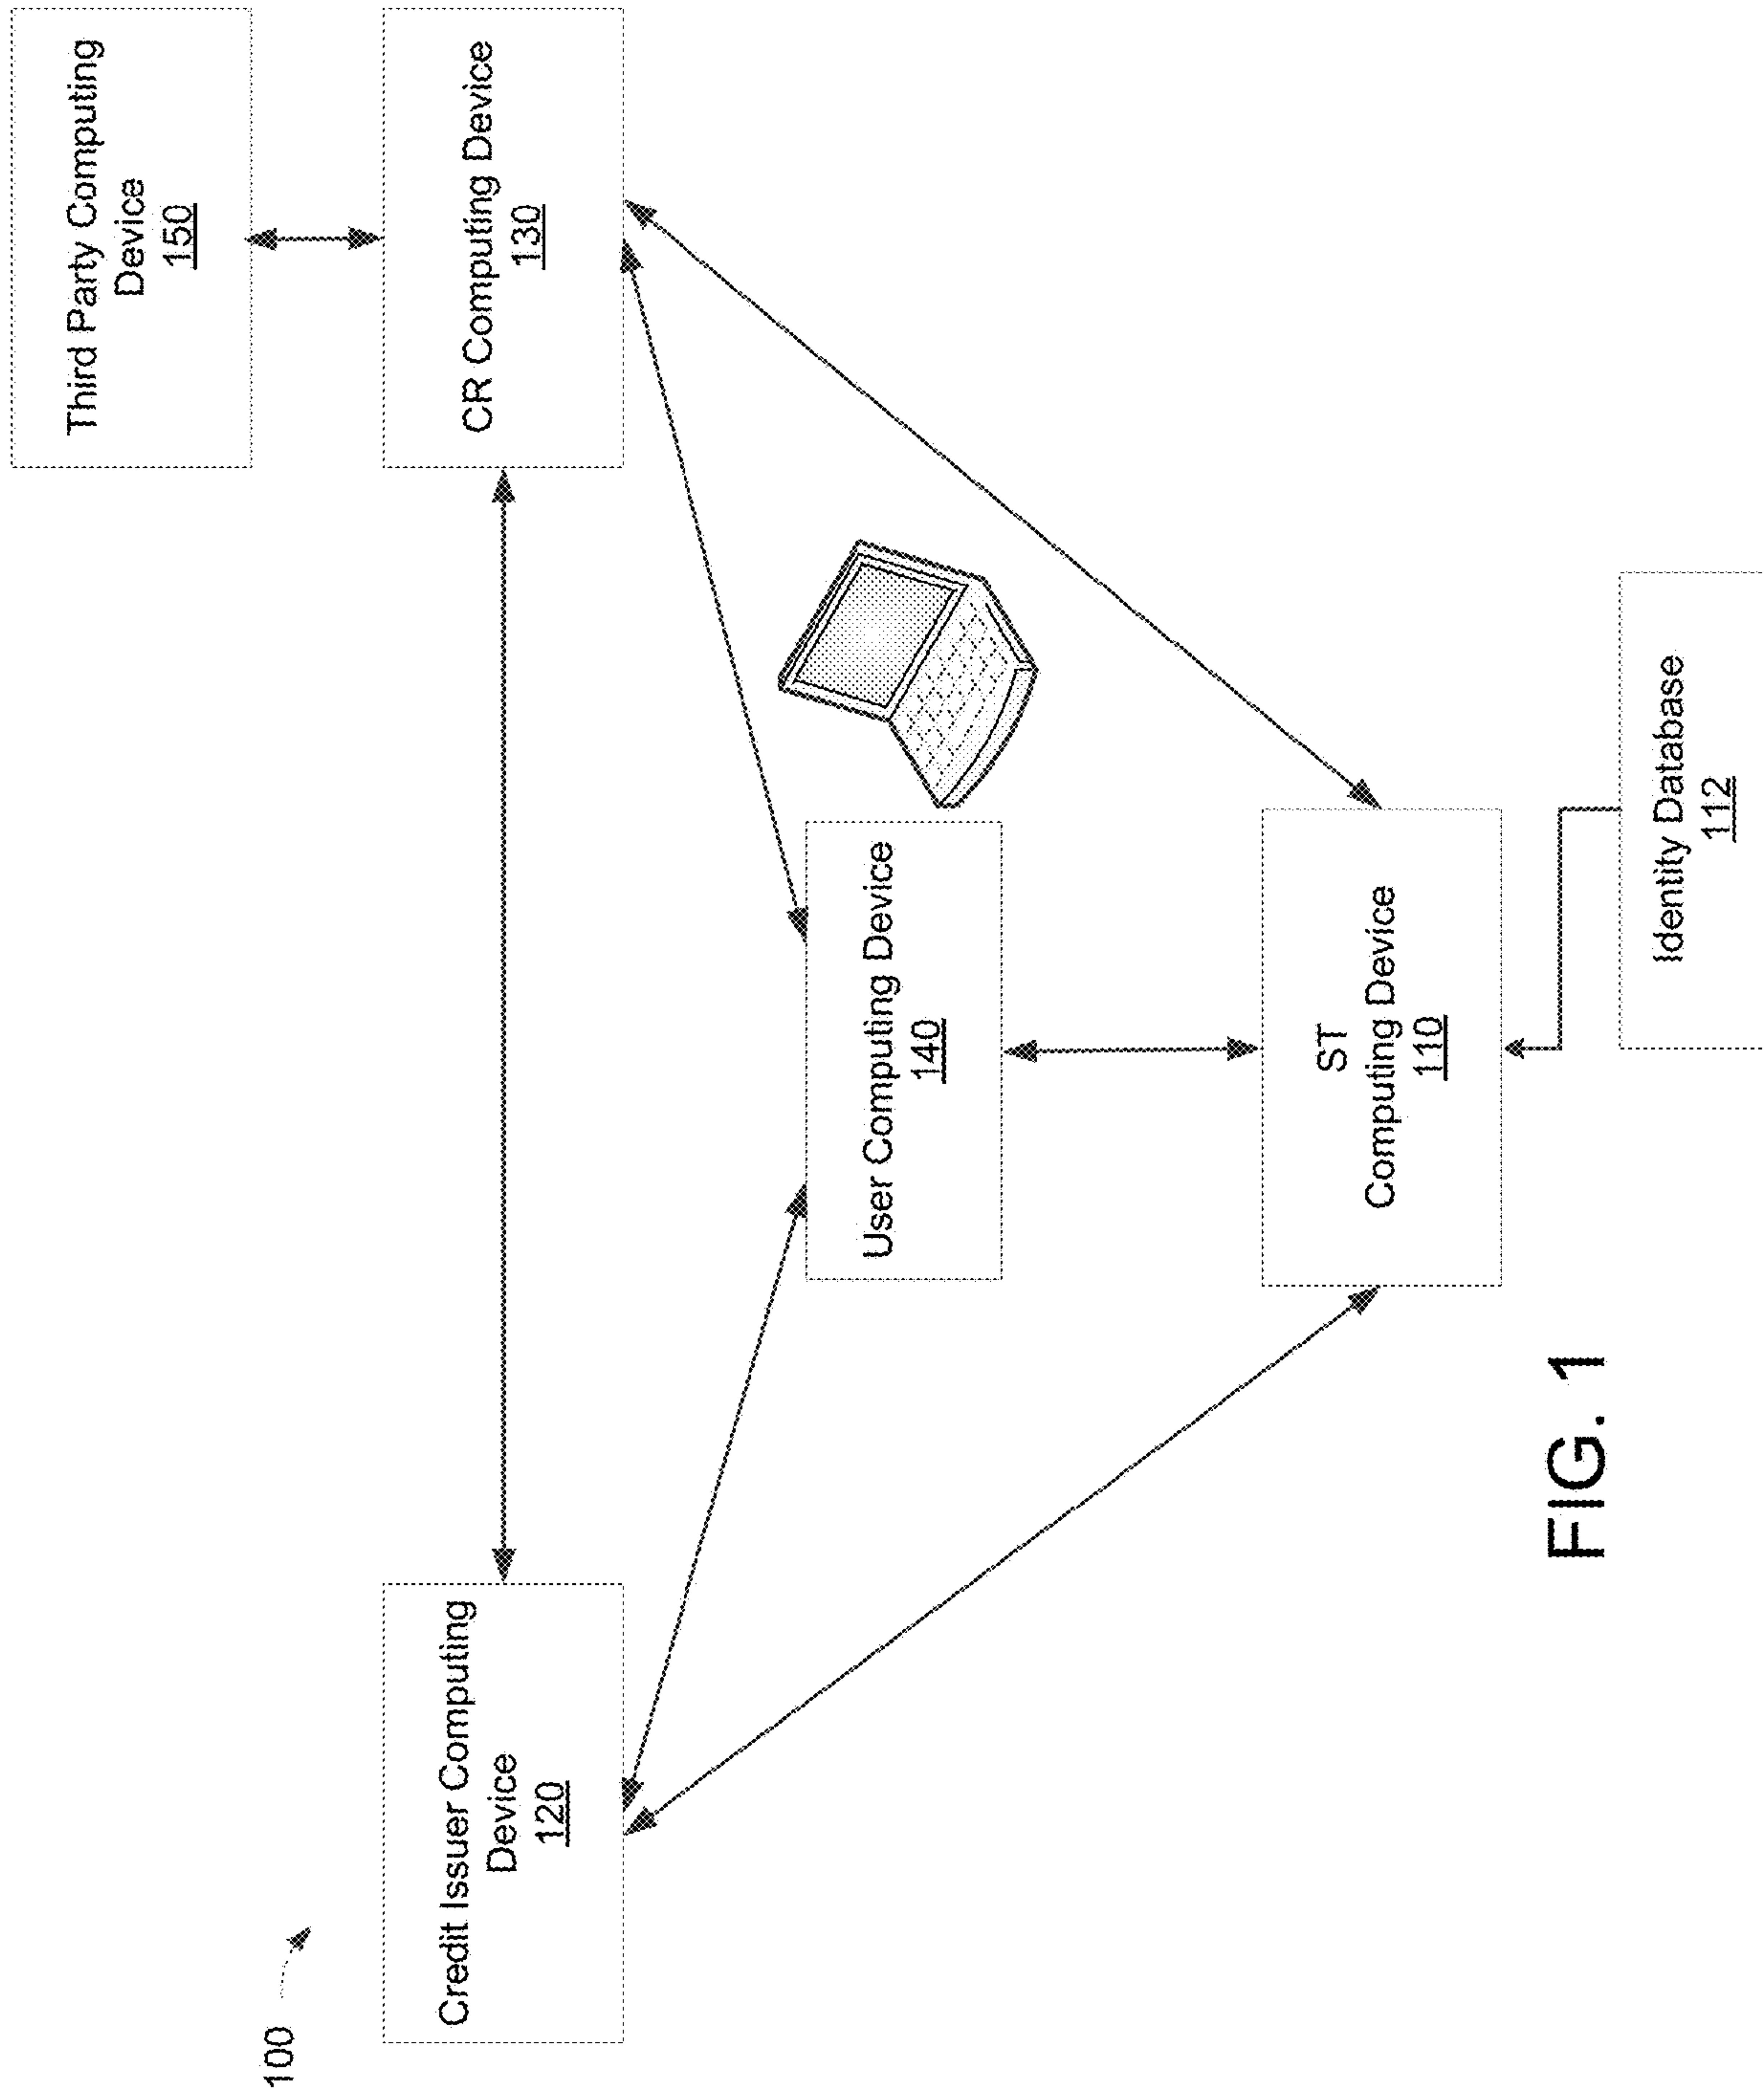 100
Third Party Computing
Device
150
Credit Issuer Computing
Device
120
CR Computing Device
130
User Computing Device
140
ST
Computing Device
110
Identity Database
112
FIG. 1